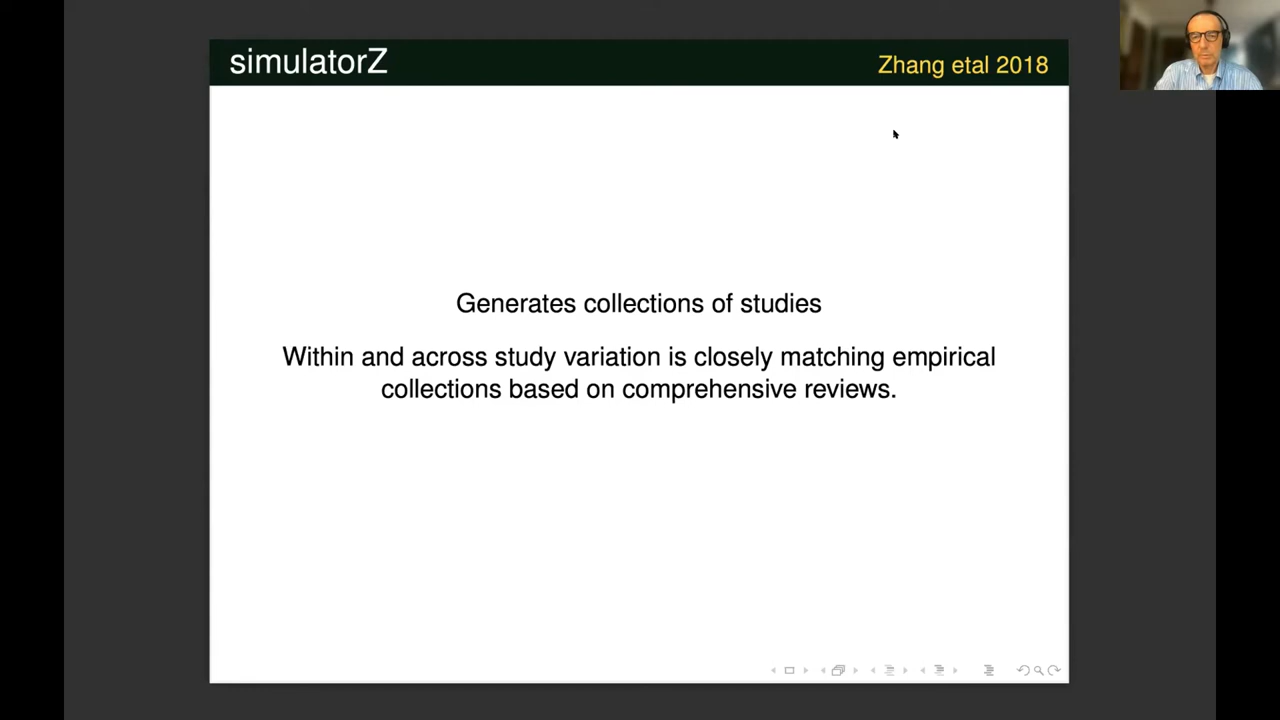 simulatorZ
Zhang etal 2018
Generates collections of studies
Within and across study variation is closely matching empirical
collections based on comprehensive reviews.